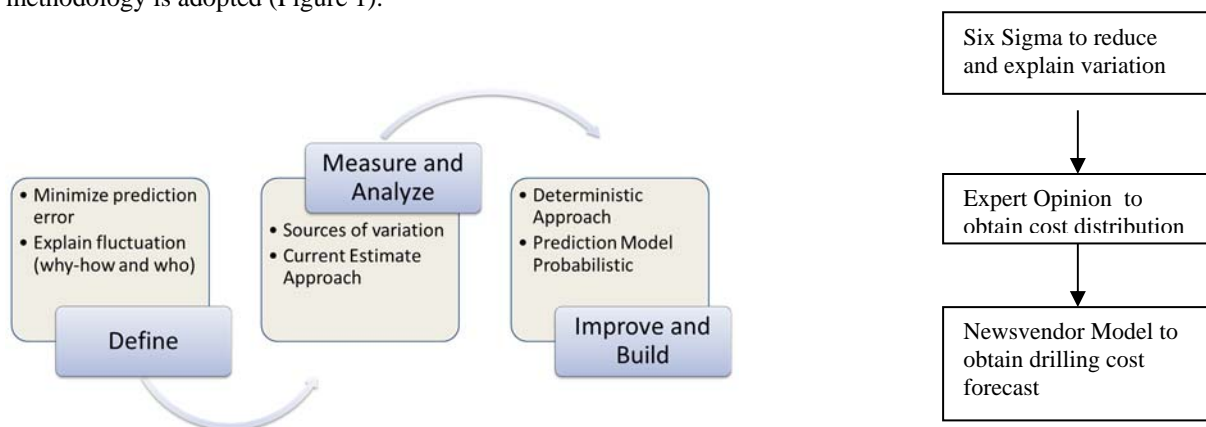 methodology is adopted (Figure 1).
• Minimize prediction
error
• Explain fluctuation
(why-how and who)
Define
Measure and
Analyze
• Sources of variation
• Current Estimate
Approach
• Deterministic
Approach
• Prediction Model
Probabilistic
Improve and
Build
Six Sigma to reduce
and explain variation
Expert Opinion to
obtain cost distribution
Newsvendor Model to
obtain drilling cost
forecast